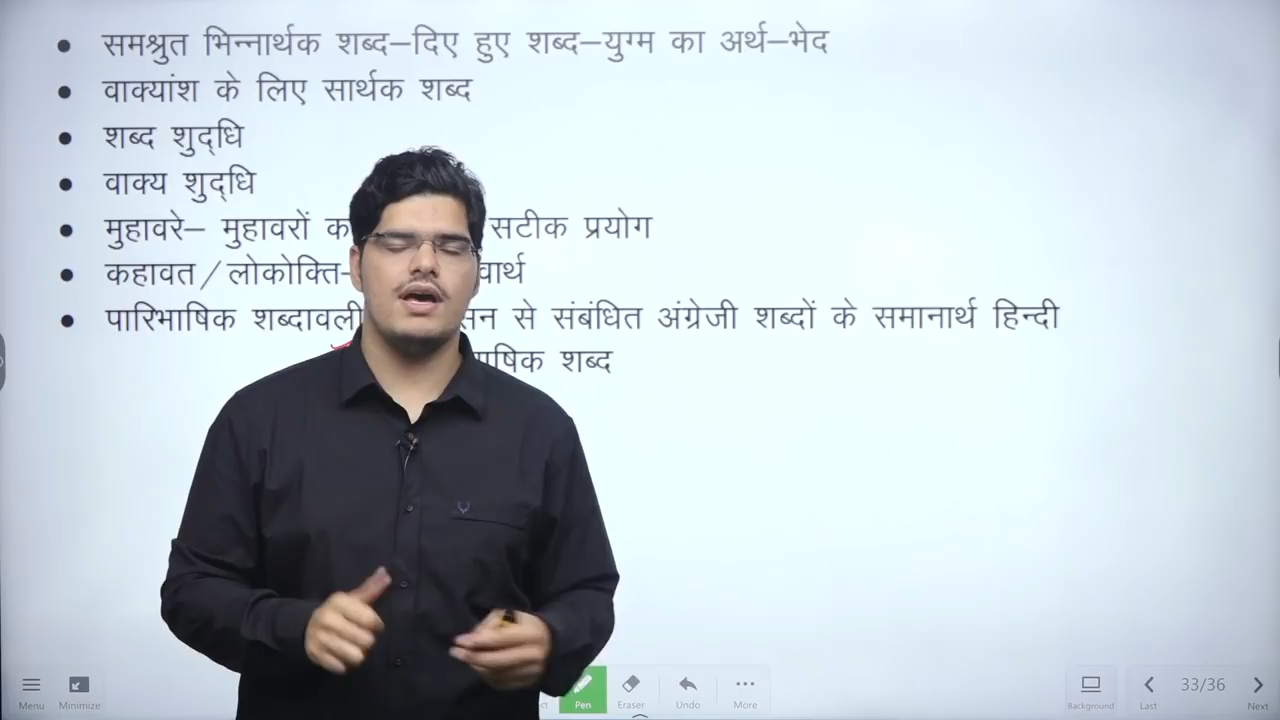 • समश्रुत भिन्नार्थक शब्द–दिए हुए शब्द–युग्म का अर्थ–भेद
• वाक्यांश के लिए सार्थक शब्द
• शब्द शुद्‌धि
• वाक्य शुद्‌धि
• मुहावरे– मुहावरों सटीक प्रयोग
• कहावत/लोकोक्ति–
• पारिभाषिक शब्दावली से संबंधित अंग्रेजी शब्दों के समानार्थ हिन्दी
शब्द
Menu Minimize Pen Eraser Undo More Background Last 33/36 Next